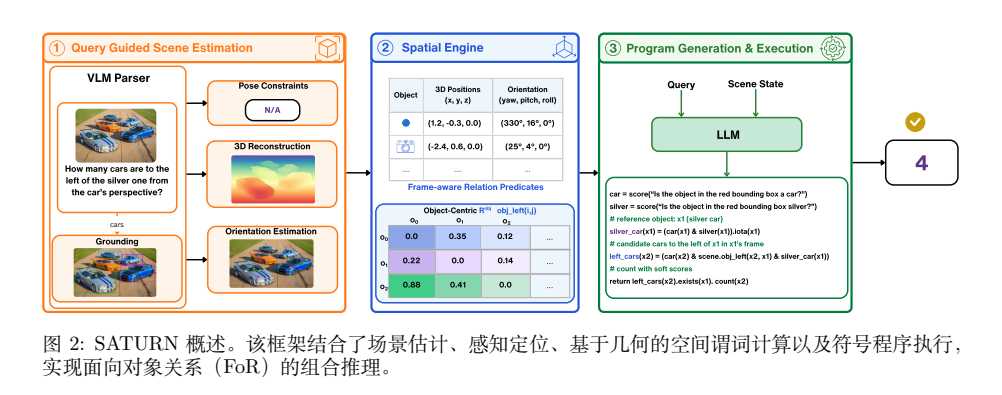 ① Query Guided Scene Estimation
VLM Parser
How many cars are to the
left of the silver one from
the car's perspective?
cars
Grounding
Pose Constraints
N/A
3D Reconstruction
Orientation Estimation
② Spatial Engine
Object 3D Positions (x, y, z) Orientation (yaw, pitch, roll)
(1.2, -0.3, 0.0) (330°, 16°, 0°)
(-2.4, 0.6, 0.0) (25°, 4°, 0°)
.... .... ....
Frame-aware Relation Predicates
Object-Centric R^obj obj_left(i,j)
o₀ o₁ o₂
o₀ 0.0 0.35 0.12 ...
o₁ 0.22 0.0 0.14 ...
o₂ 0.88 0.41 0.0 ...
③ Program Generation & Execution
Query Scene State
LLM
car = score("Is the object in the red bounding box a car?")
silver = score("Is the object in the red bounding box silver?")
# reference object: x1 (silver car)
silver_car(x1) = (car(x1) & silver(x1)).iota(x1)
# candidate cars to the left of x1 in x1's frame
left_cars(x2) = (car(x2) & scene.obj_left(x2, x1) & silver_car(x1))
# count with soft scores
return left_cars(x2).exists(x1). count(x2)
4
图 2: SATURN 概述。该框架结合了场景估计、感知定位、基于几何的空间谓词计算以及符号程序执行，
实现面向对象关系（FoR）的组合推理。